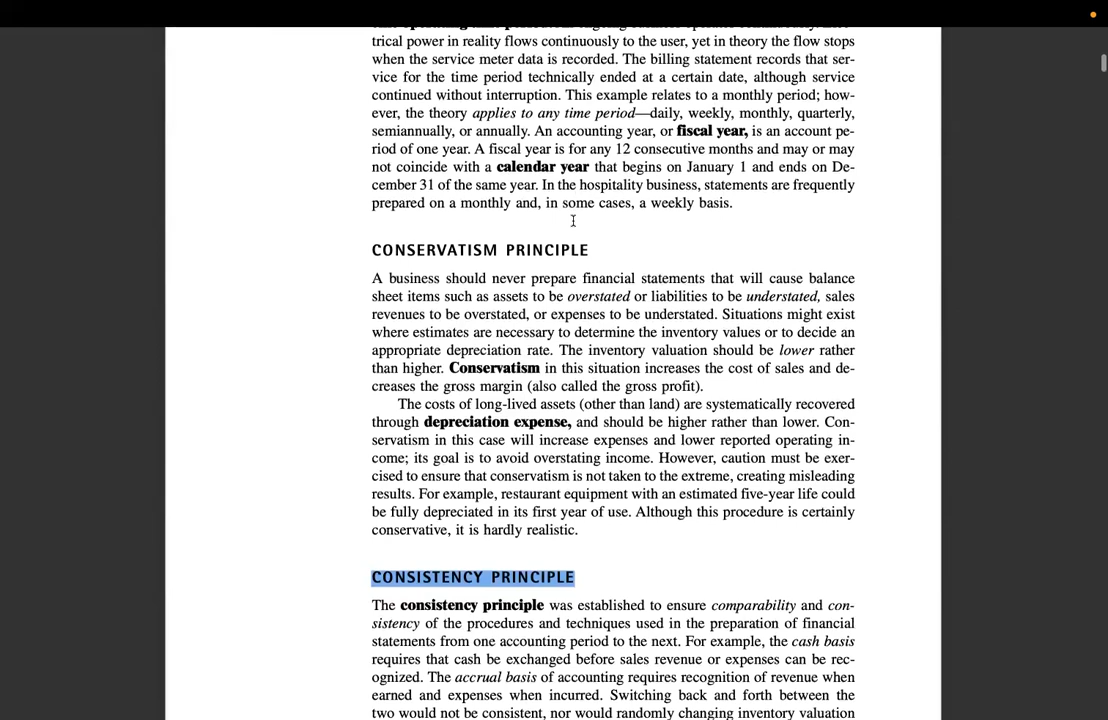 trical power in reality flows continuously to the user, yet in theory the flow stops
when the service meter data is recorded. The billing statement records that ser-
vice for the time period technically ended at a certain date, although service
continued without interruption. This example relates to a monthly period; how-
ever, the theory applies to any time period—daily, weekly, monthly, quarterly,
semiannually, or annually. An accounting year, or fiscal year, is an account pe-
riod of one year. A fiscal year is for any 12 consecutive months and may or may
not coincide with a calendar year that begins on January 1 and ends on De-
cember 31 of the same year. In the hospitality business, statements are frequently
prepared on a monthly and, in some cases, a weekly basis.
CONSERVATISM PRINCIPLE
A business should never prepare financial statements that will cause balance
sheet items such as assets to be overstated or liabilities to be understated, sales
revenues to be overstated, or expenses to be understated. Situations might exist
where estimates are necessary to determine the inventory values or to decide an
appropriate depreciation rate. The inventory valuation should be lower rather
than higher. Conservatism in this situation increases the cost of sales and de-
creases the gross margin (also called the gross profit).
The costs of long-lived assets (other than land) are systematically recovered
through depreciation expense, and should be higher rather than lower. Con-
servatism in this case will increase expenses and lower reported operating in-
come; its goal is to avoid overstating income. However, caution must be exer-
cised to ensure that conservatism is not taken to the extreme, creating misleading
results. For example, restaurant equipment with an estimated five-year life could
be fully depreciated in its first year of use. Although this procedure is certainly
conservative, it is hardly realistic.
CONSISTENCY PRINCIPLE
The consistency principle was established to ensure comparability and con-
sistency of the procedures and techniques used in the preparation of financial
statements from one accounting period to the next. For example, the cash basis
requires that cash be exchanged before sales revenue or expenses can be rec-
ognized. The accrual basis of accounting requires recognition of revenue when
earned and expenses when incurred. Switching back and forth between the
two would not be consistent, nor would randomly changing inventory valuation